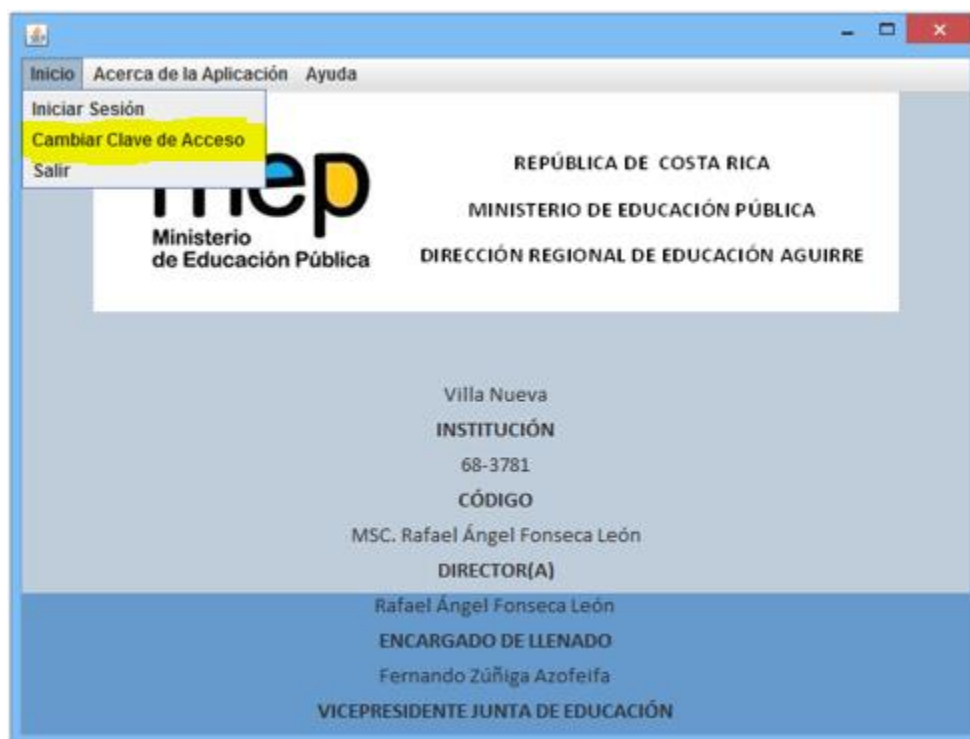 Inicio Acerca de la Aplicación Ayuda
Iniciar Sesión
Cambiar Clave de Acceso
Salir
mep
Ministerio
de Educación Pública
REPÚBLICA DE COSTA RICA
MINISTERIO DE EDUCACIÓN PÚBLICA
DIRECCIÓN REGIONAL DE EDUCACIÓN AGUIRRE
Villa Nueva
INSTITUCIÓN
68-3781
CÓDIGO
MSC. Rafael Ángel Fonseca León
DIRECTOR(A)
Rafael Ángel Fonseca León
ENCARGADO DE LLENADO
Fernando Zúñiga Azofeifa
VICEPRESIDENTE JUNTA DE EDUCACIÓN